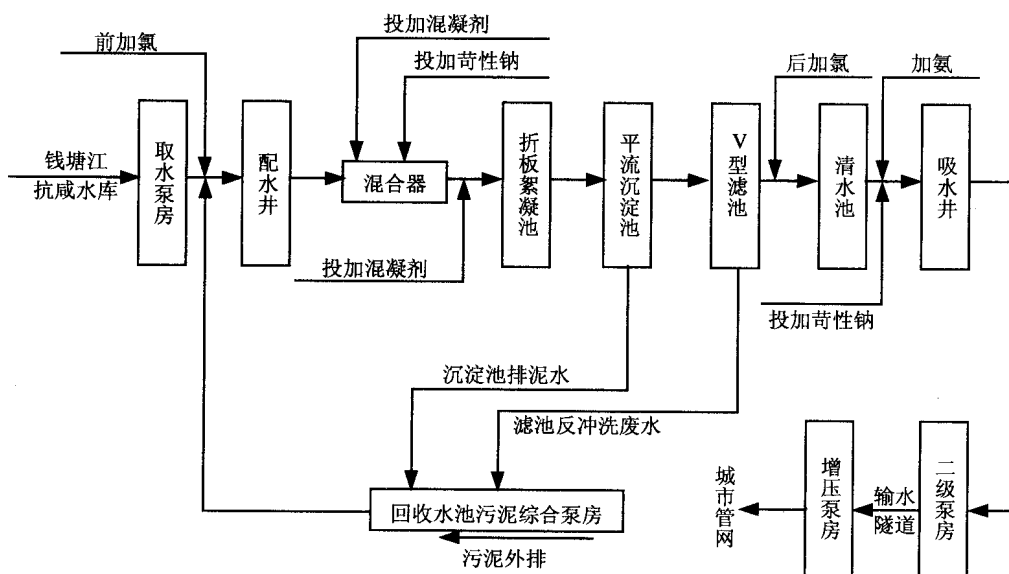 投加混凝剂
前加氯
投加苛性钠
后加氯
加氨
钱塘江
抗咸水库
取水泵房
配水井
混合器
折板絮凝池
平流沉淀池
V型滤池
清水池
吸水井
投加混凝剂
投加苛性钠
沉淀池排泥水
滤池反冲洗废水
回收水池污泥综合泵房
污泥外排
城市管网
增压泵房
输水
隧道
二级泵房